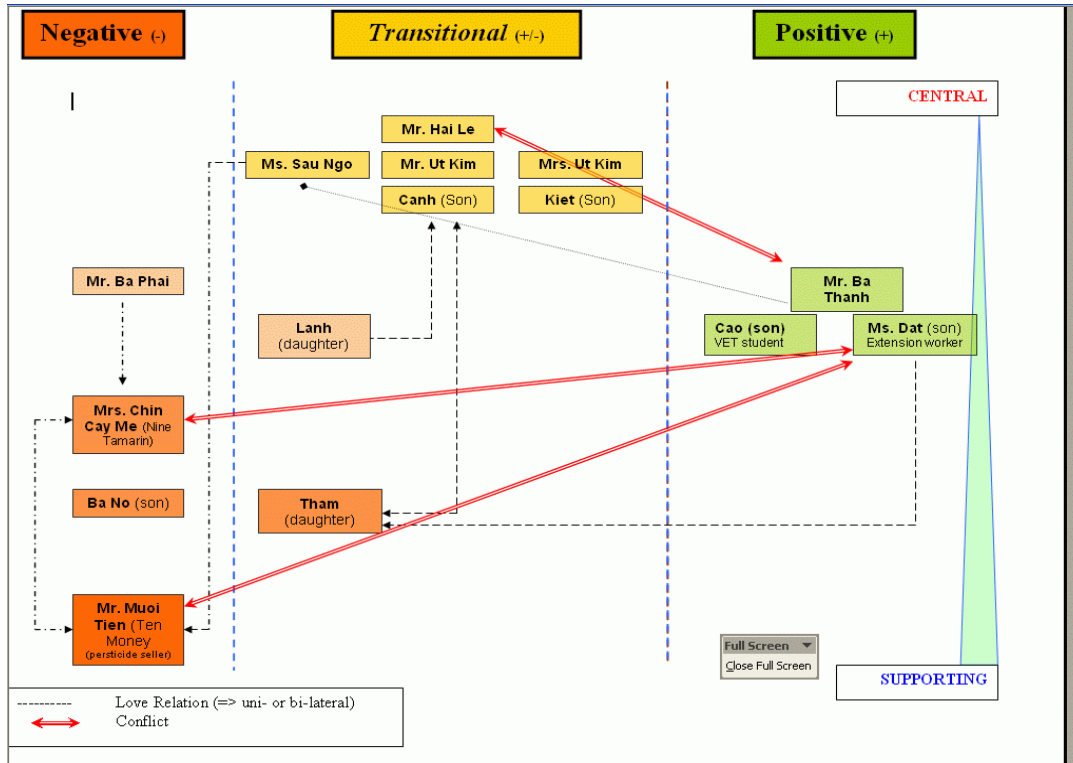 Negative (-)
Transitional (+/-)
Positive (+)
CENTRAL
Mr. Hai Le
Ms. Sau Ngo
Mr. Ut Kim
Mrs. Ut Kim
Canh (Son)
Kiet (Son)
Mr. Ba Phai
Mr. Ba
Thanh
Lanh
(daughter)
Cao (son)
VET student
Ms. Dat (son)
Extension worker
Mrs. Chin
Cay Me (Nine
Tamarin)
Ba No (son)
Tham
(daughter)
Mr. Muoi
Tien (Ten
Money
(persticide seller)
Full Screen
Close Full Screen
SUPPORTING
Love Relation (=> uni- or bi-lateral)
Conflict